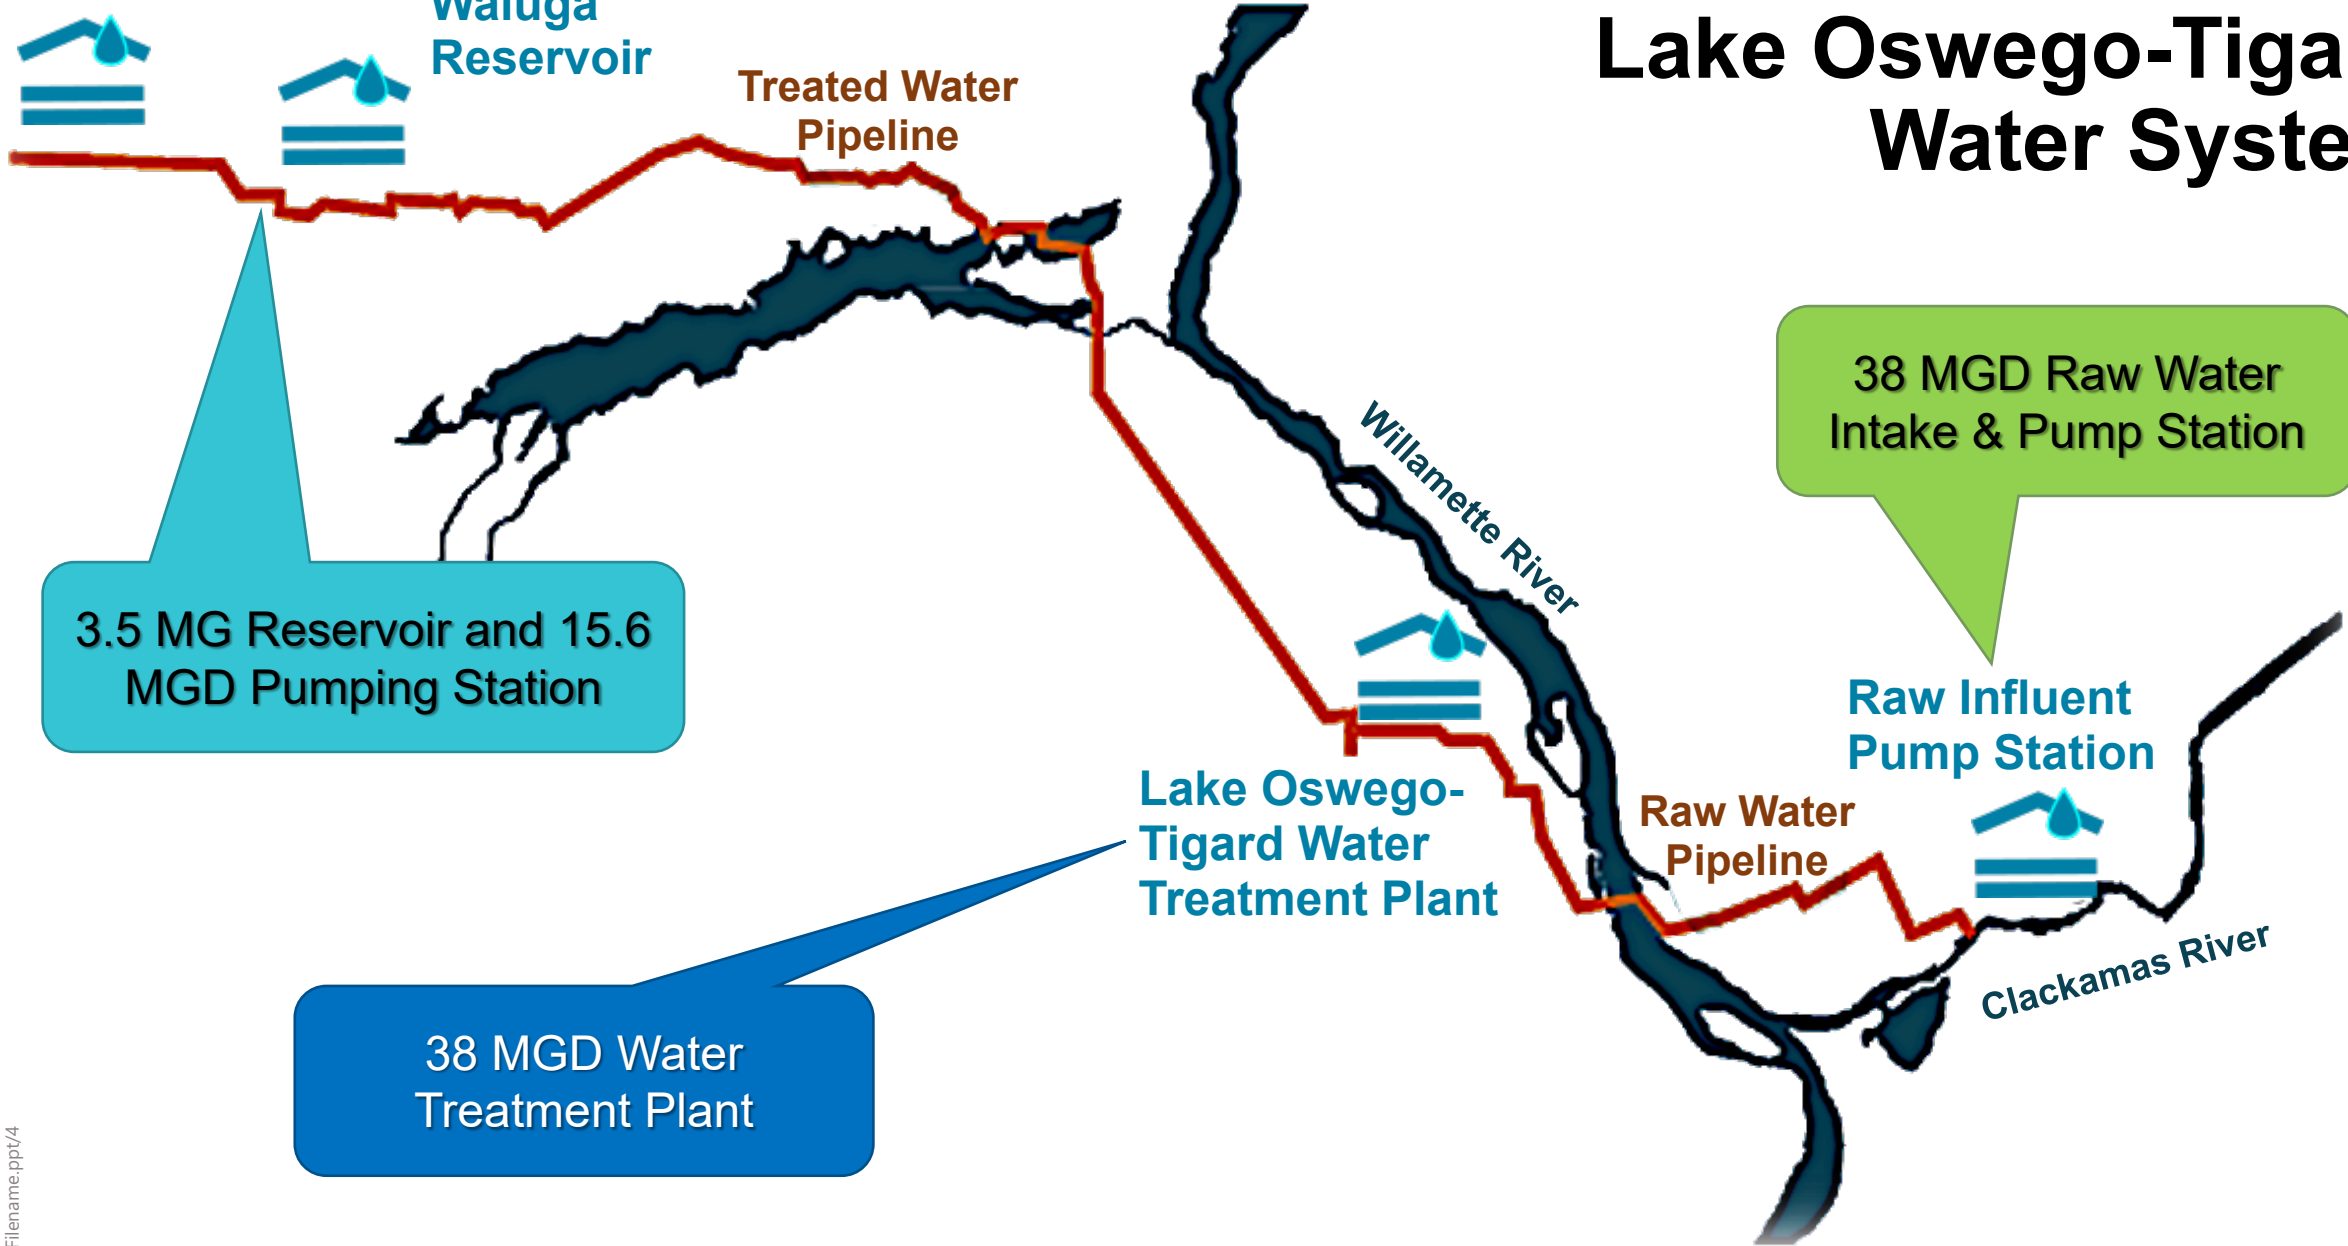 Waluga
Reservoir
Treated Water
Pipeline
Lake Oswego-Tiga
Water Syste
38 MGD Raw Water
Intake & Pump Station
Willamette River
3.5 MG Reservoir and 15.6
MGD Pumping Station
Raw Influent
Pump Station
Lake Oswego-
Tigard Water
Treatment Plant
Raw Water
Pipeline
Clackamas River
38 MGD Water
Treatment Plant
Filename.ppt/4